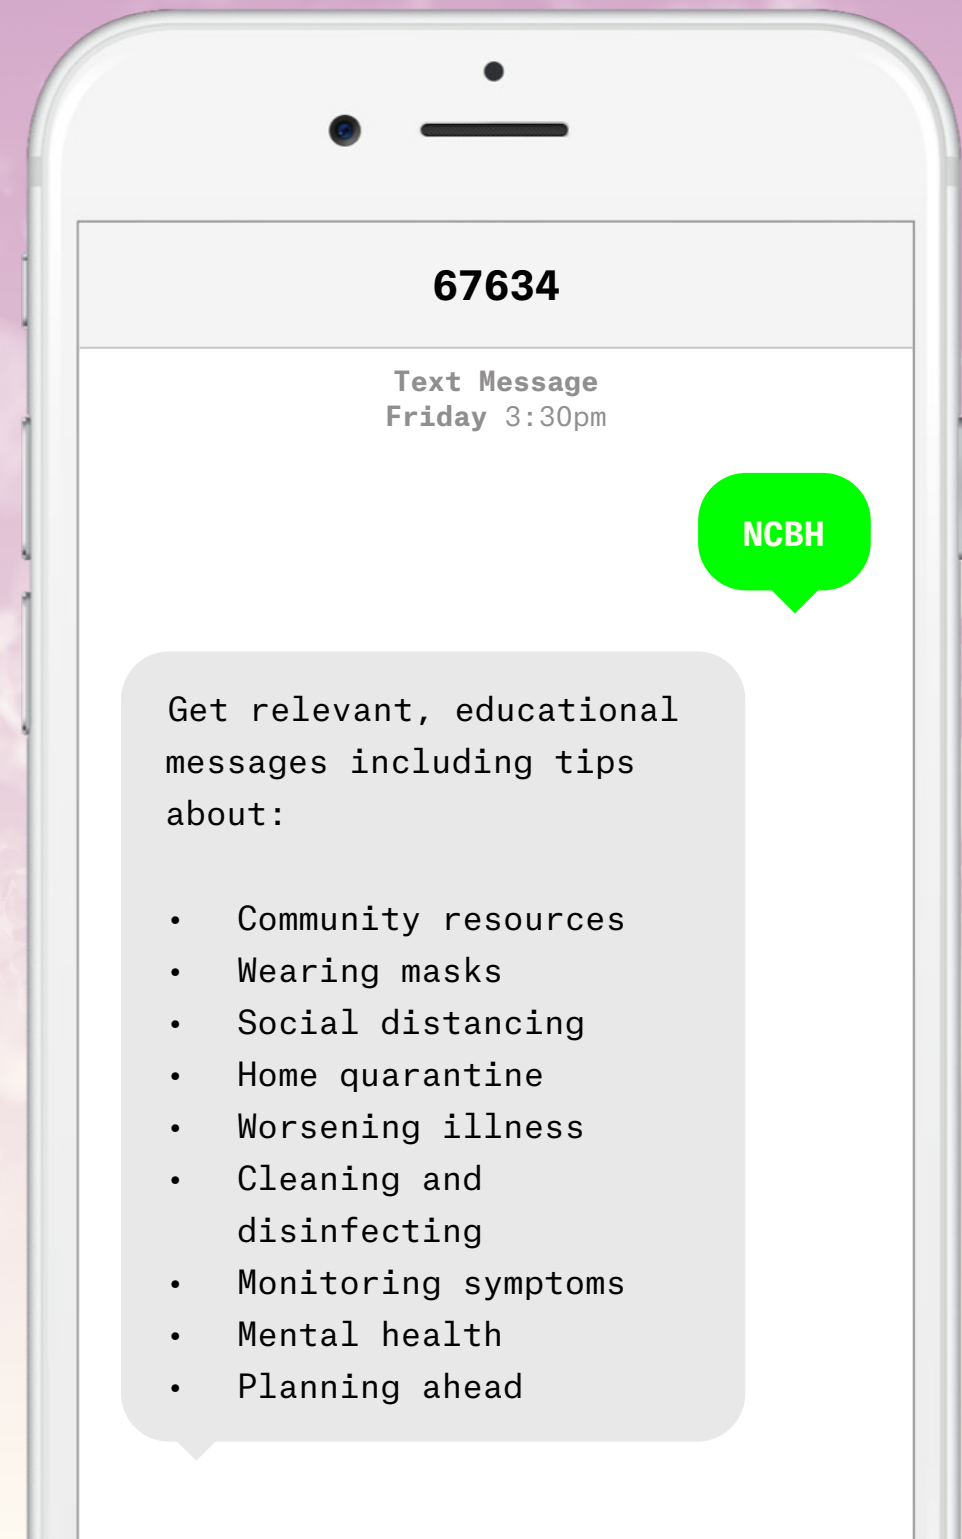 67634
Text Message
Friday 3:30pm
NCBH
Get relevant, educational
messages including tips
about:
• Community resources
• Wearing masks
• Social distancing
• Home quarantine
• Worsening illness
• Cleaning and
disinfecting
• Monitoring symptoms
• Mental health
• Planning ahead